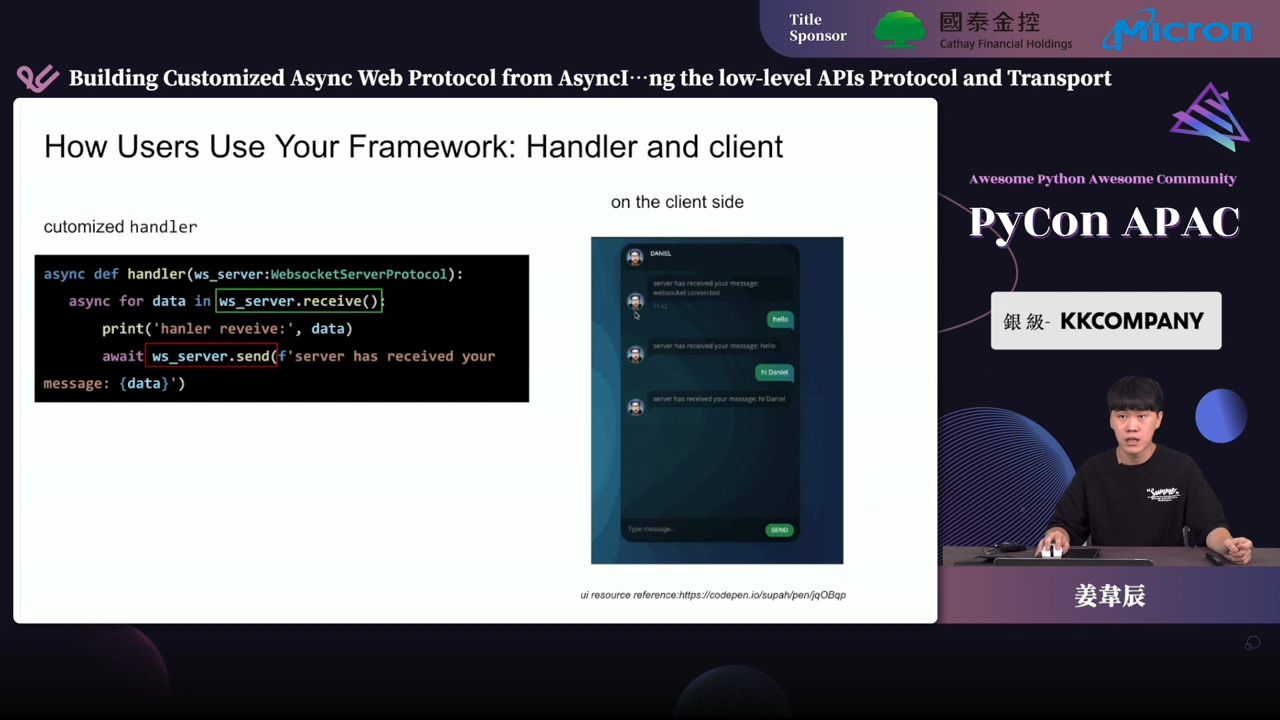 Title
Sponsor
國泰金控
Cathay Financial Holdings
Micron
Building Customized Async Web Protocol from AsyncI…ng the low-level APIs Protocol and Transport
How Users Use Your Framework: Handler and client
cutomized handler
async def handler(ws_server:WebsocketServerProtocol):
async for data in ws_server.receive():
print('hanler reveive:', data)
await ws_server.send(f'server has received your
message: {data}')
on the client side
DANIEL
server has received your message:
websocket connected
hello
server has received your message: hello
hi Daniel
server has received your message: hi Daniel
Type message...
SEND
ui resource reference:https://codepen.io/supah/pen/jqOBqp
Awesome Python Awesome Community
PyCon APAC
銀級- KKCOMPANY
姜韋辰